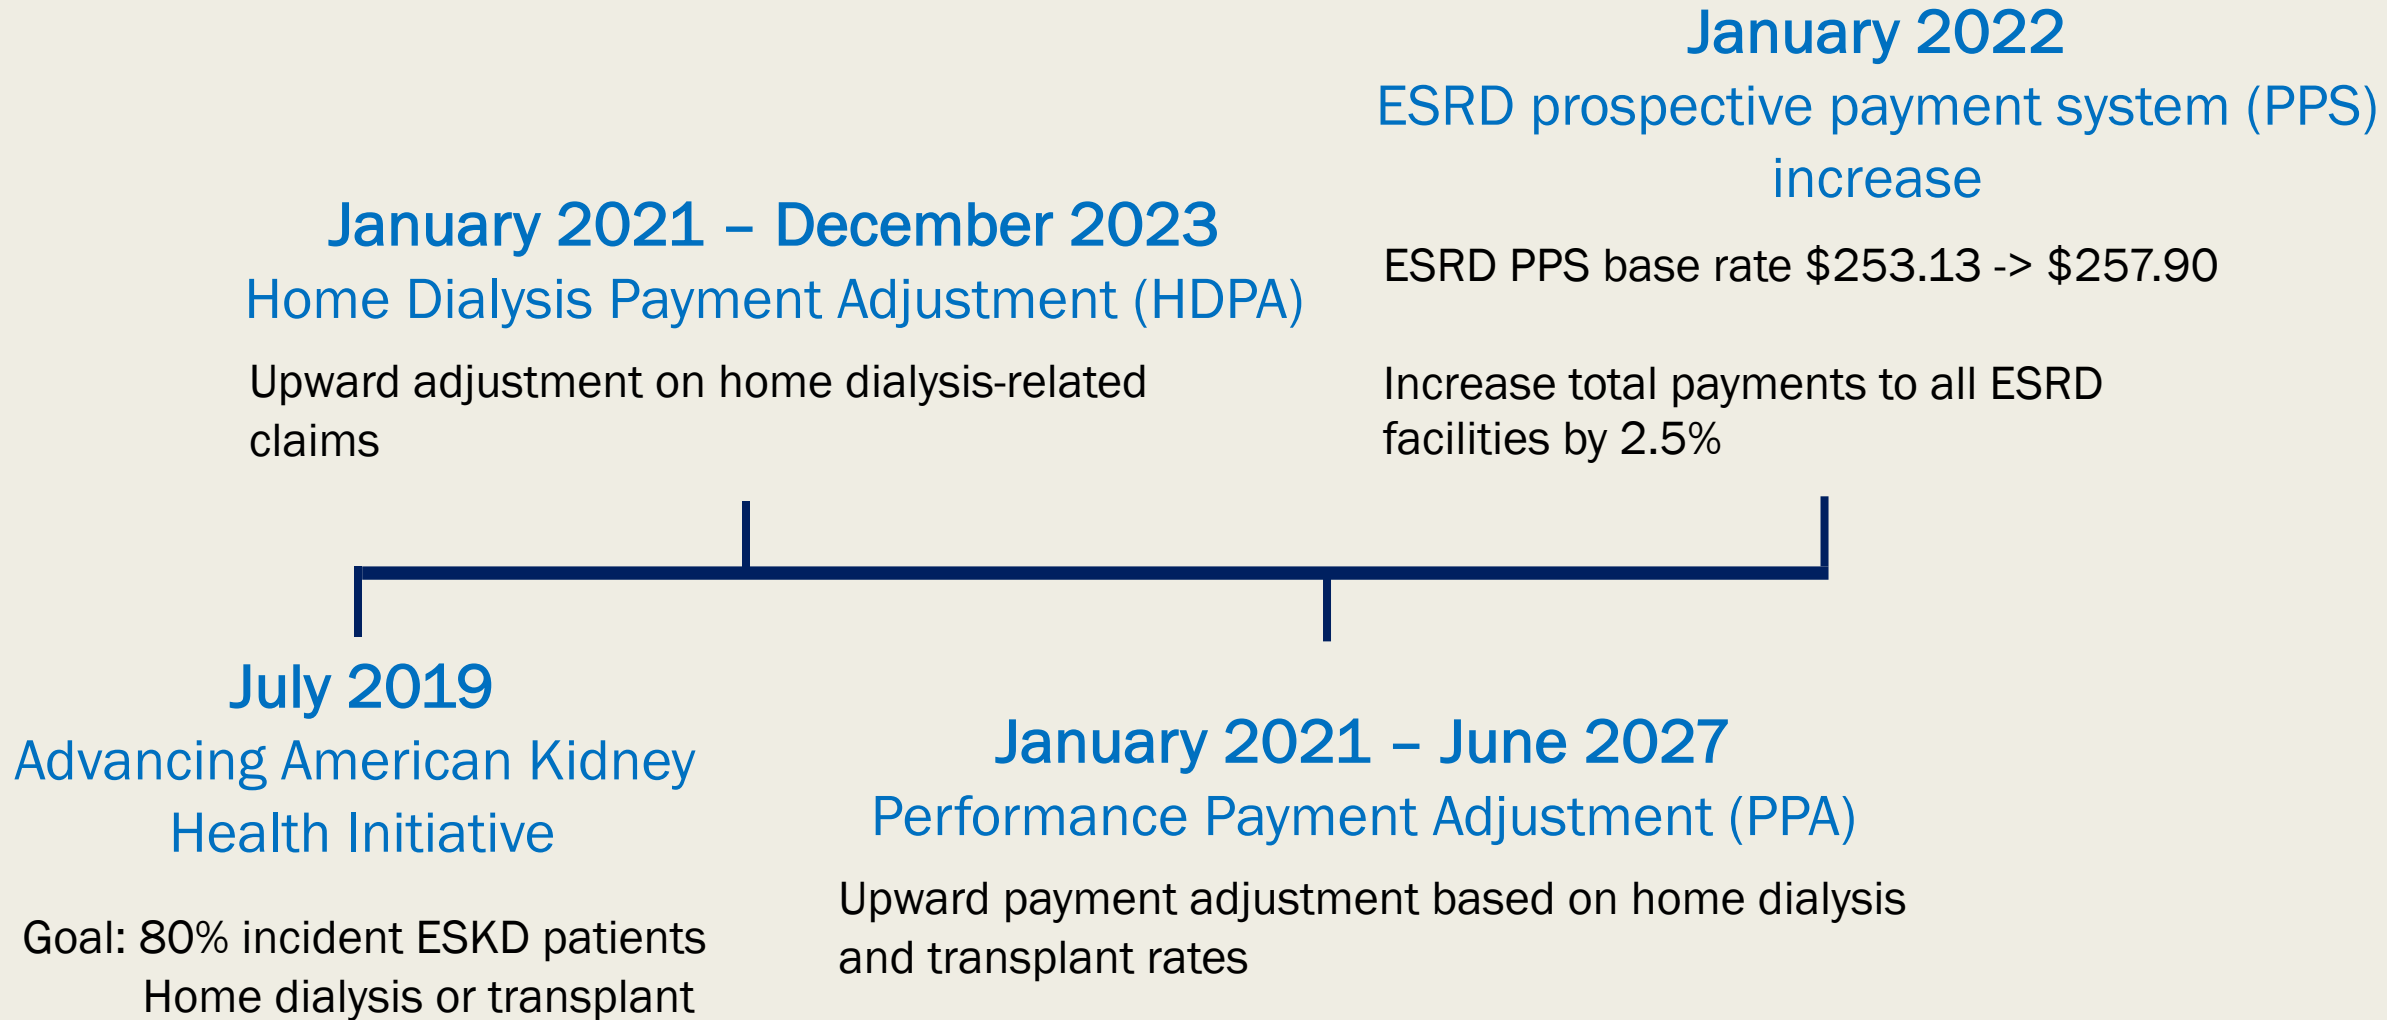 January 2022
ESRD prospective payment system (PPS)
increase
ESRD PPS base rate $253.13 -> $257.90
Increase total payments to all ESRD
facilities by 2.5%
January 2021 – December 2023
Home Dialysis Payment Adjustment (HDPA)
Upward adjustment on home dialysis-related
claims
July 2019
Advancing American Kidney
Health Initiative
Goal: 80% incident ESKD patients
Home dialysis or transplant
January 2021 – June 2027
Performance Payment Adjustment (PPA)
Upward payment adjustment based on home dialysis
and transplant rates